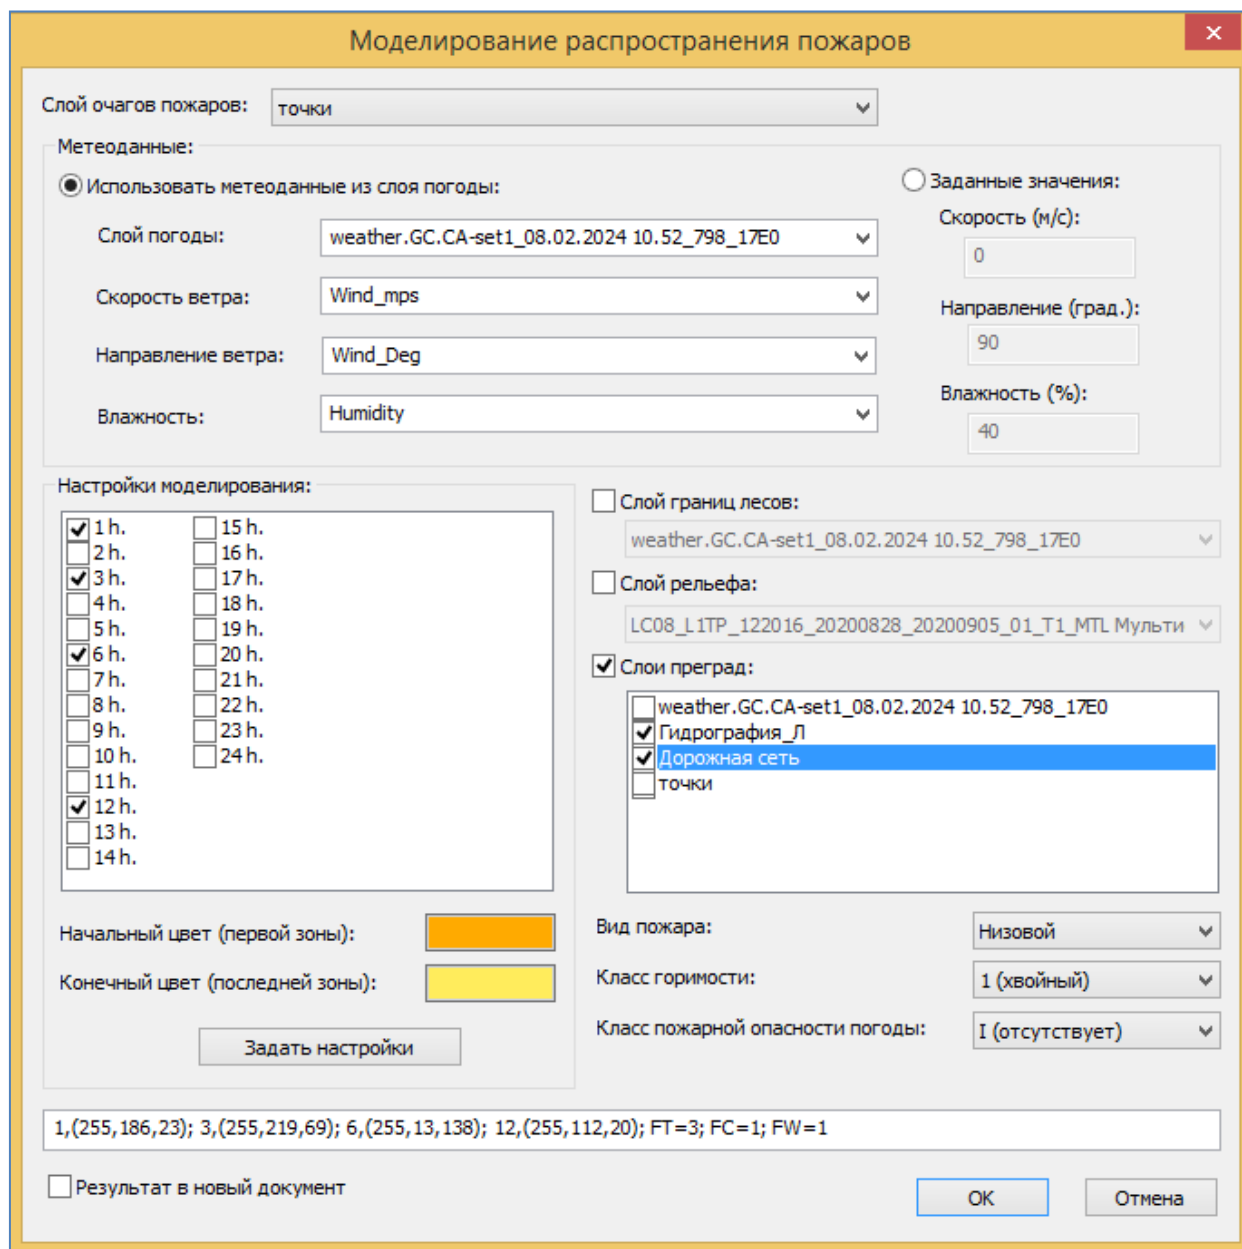 Моделирование распространения пожаров
Слой очагов пожаров: точки
Метеоданные:
Использовать метеоданные из слоя погоды:
Слой погоды: weather.GC.CA-set1_08.02.2024 10.52_798_17E0
Скорость ветра: Wind_mps
Направление ветра: Wind_Deg
Влажность: Humidity
Заданные значения:
Скорость (м/с):
0
Направление (град.):
90
Влажность (%):
40
Настройки моделирования:
1 h. 15 h.
2 h. 16 h.
3 h. 17 h.
4 h. 18 h.
5 h. 19 h.
6 h. 20 h.
7 h. 21 h.
8 h. 22 h.
9 h. 23 h.
10 h. 24 h.
11 h.
12 h.
13 h.
14 h.
Начальный цвет (первой зоны):
Конечный цвет (последней зоны):
Задать настройки
Слой границ лесов:
weather.GC.CA-set1_08.02.2024 10.52_798_17E0
Слой рельефа:
LC08_L1TP_122016_20200828_20200905_01_T1_MTL Мульти
Слои преград:
weather.GC.CA-set1_08.02.2024 10.52_798_17E0
Гидрография_Л
Дорожная сеть
точки
Вид пожара: Низовой
Класс горимости: 1 (хвойный)
Класс пожарной опасности погоды: I (отсутствует)
1,(255,186,23); 3,(255,219,69); 6,(255,13,138); 12,(255,112,20); FT=3; FC=1; FW=1
Результат в новый документ
OK Отмена